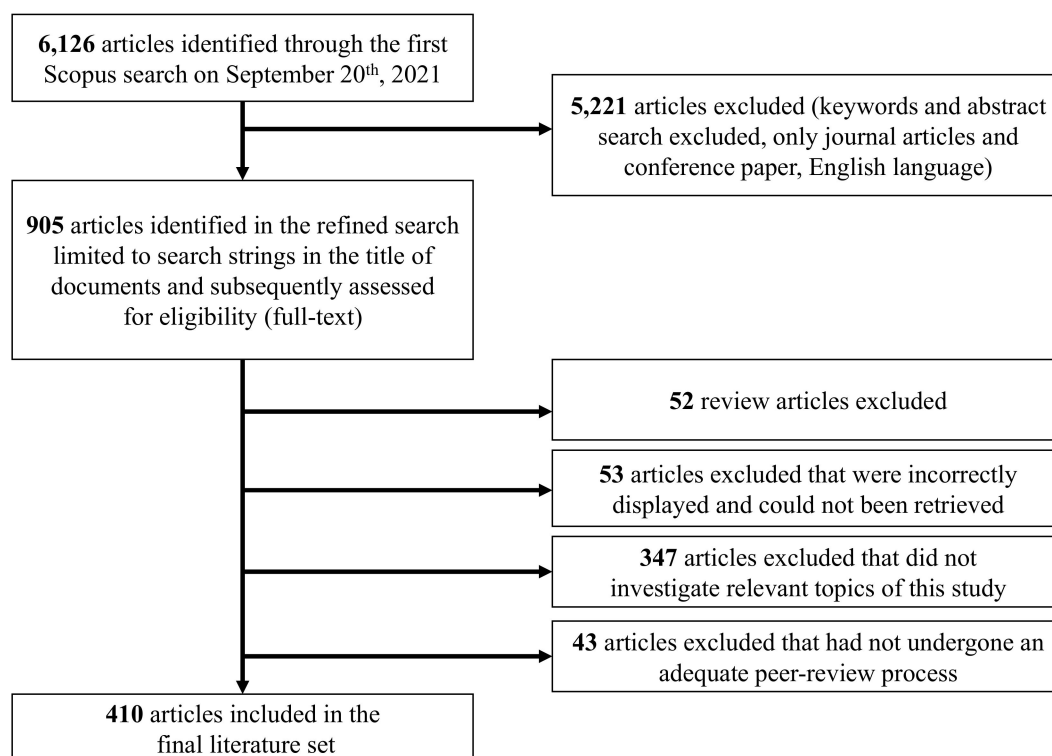 6,126 articles identified through the first
Scopus search on September 20th, 2021
5,221 articles excluded (keywords and abstract
search excluded, only journal articles and
conference paper, English language)
905 articles identified in the refined search
limited to search strings in the title of
documents and subsequently assessed
for eligibility (full-text)
52 review articles excluded
53 articles excluded that were incorrectly
displayed and could not been retrieved
347 articles excluded that did not
investigate relevant topics of this study
43 articles excluded that had not undergone an
adequate peer-review process
410 articles included in the
final literature set